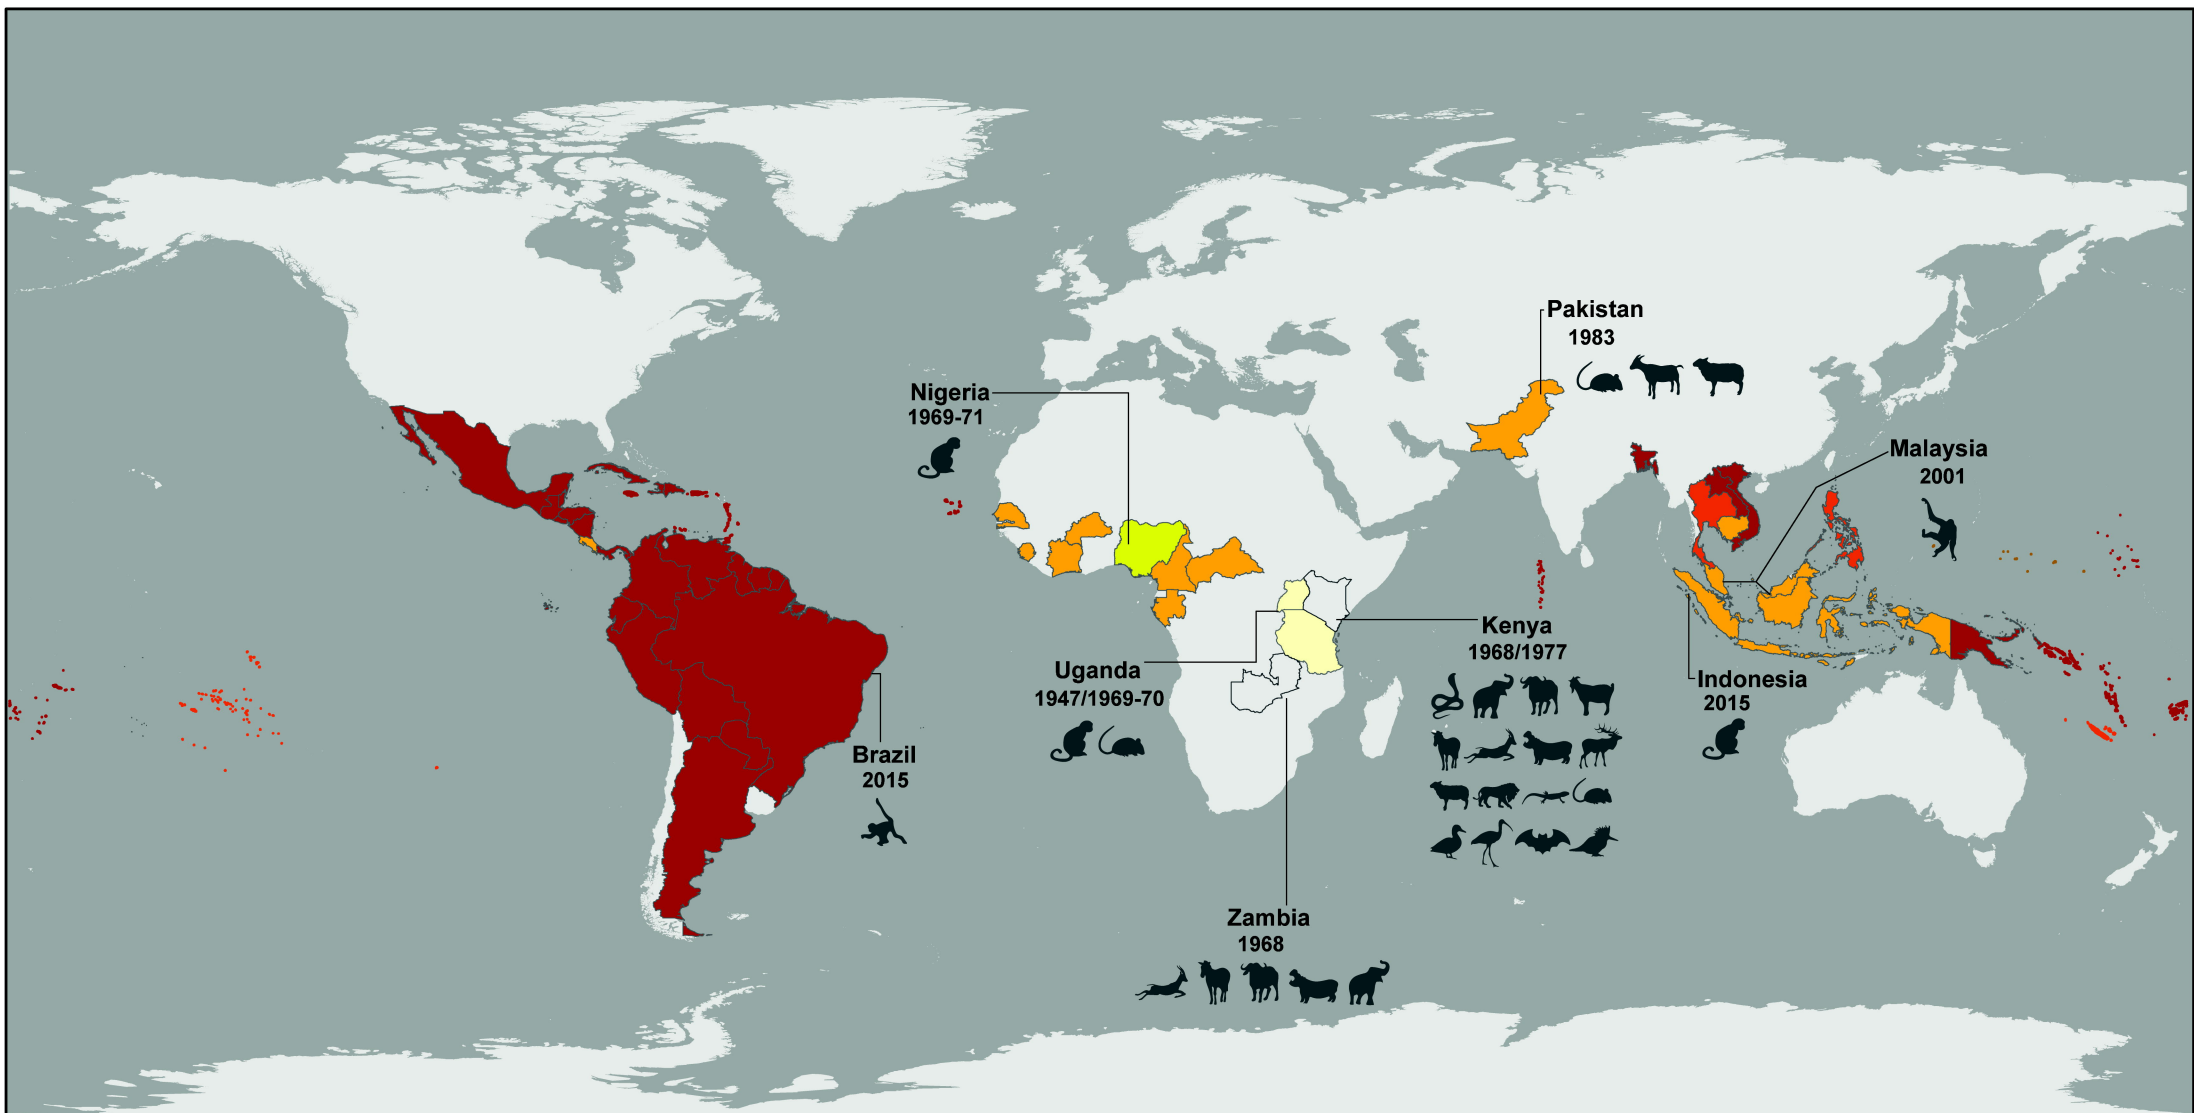 Pakistan
1983
Nigeria
1969-71
Malaysia
2001
Kenya
1968/1977
Uganda
1947/1969-70
Indonesia
2015
Brazil
2015
Zambia
1968